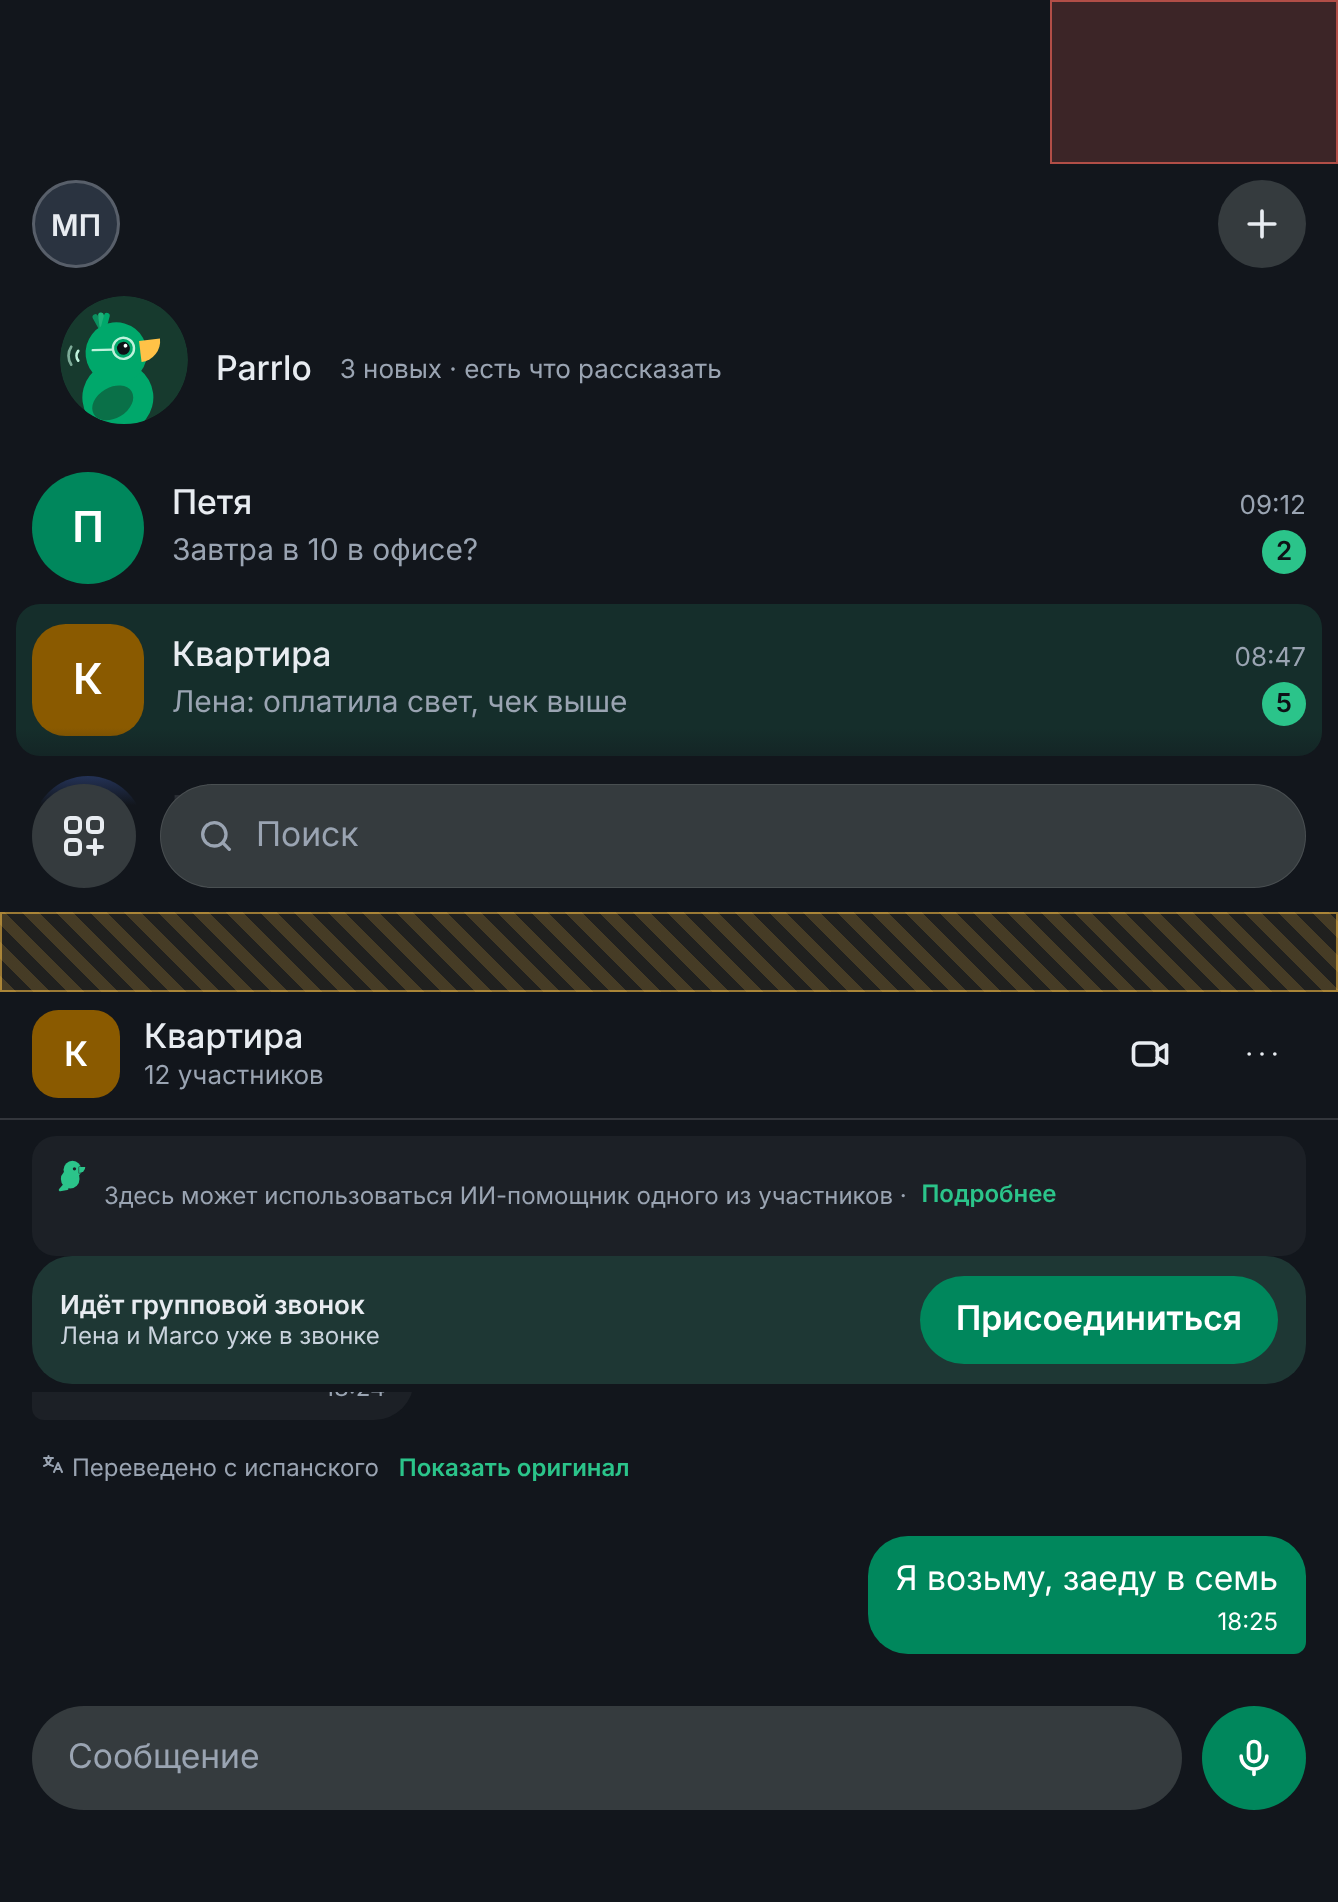 МП
Parrlo 3 новых · есть что рассказать
П
Петя
09:12
Завтра в 10 в офисе?
2
К
Квартира
08:47
Лена: оплатила свет, чек выше
5
Поиск
К
Квартира
12 участников
Здесь может использоваться ИИ-помощник одного из участников · Подробнее
Идёт групповой звонок
Лена и Marco уже в звонке
Присоединиться
Переведено с испанского Показать оригинал
Я возьму, заеду в семь
18:25
Сообщение